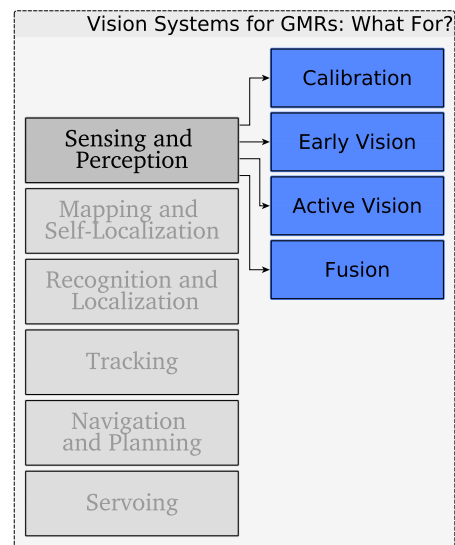 Vision Systems for GMRs: What For?
Calibration
Early Vision
Active Vision
Fusion
Sensing and
Perception
Mapping and
Self-Localization
Recognition and
Localization
Tracking
Navigation
and Planning
Servoing